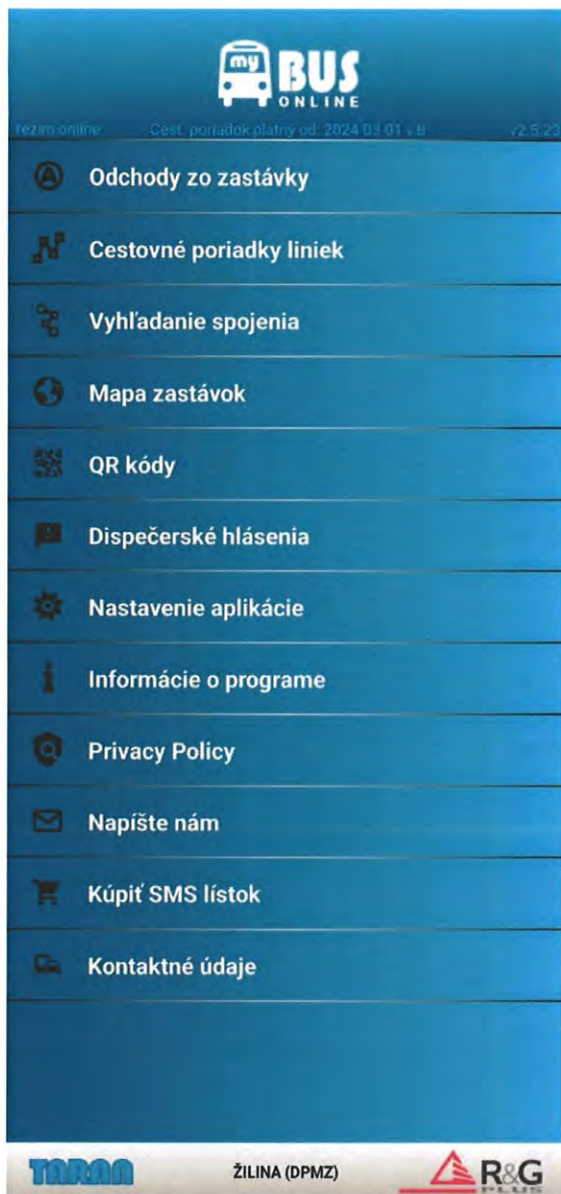 my
BUS
ONLINE
režim online Cest. poriadok platný od: 2024-03-01 v2.5.23
Odchody zo zastávky
Cestovné poriadky liniek
Vyhľadanie spojenia
Mapa zastávok
QR kódy
Dispečerské hlásenia
Nastavenie aplikácie
Informácie o programe
Privacy Policy
Napíšte nám
Kúpiť SMS lístok
Kontaktné údaje
TARAN ŽILINA (DPMZ) R&G
PLUS